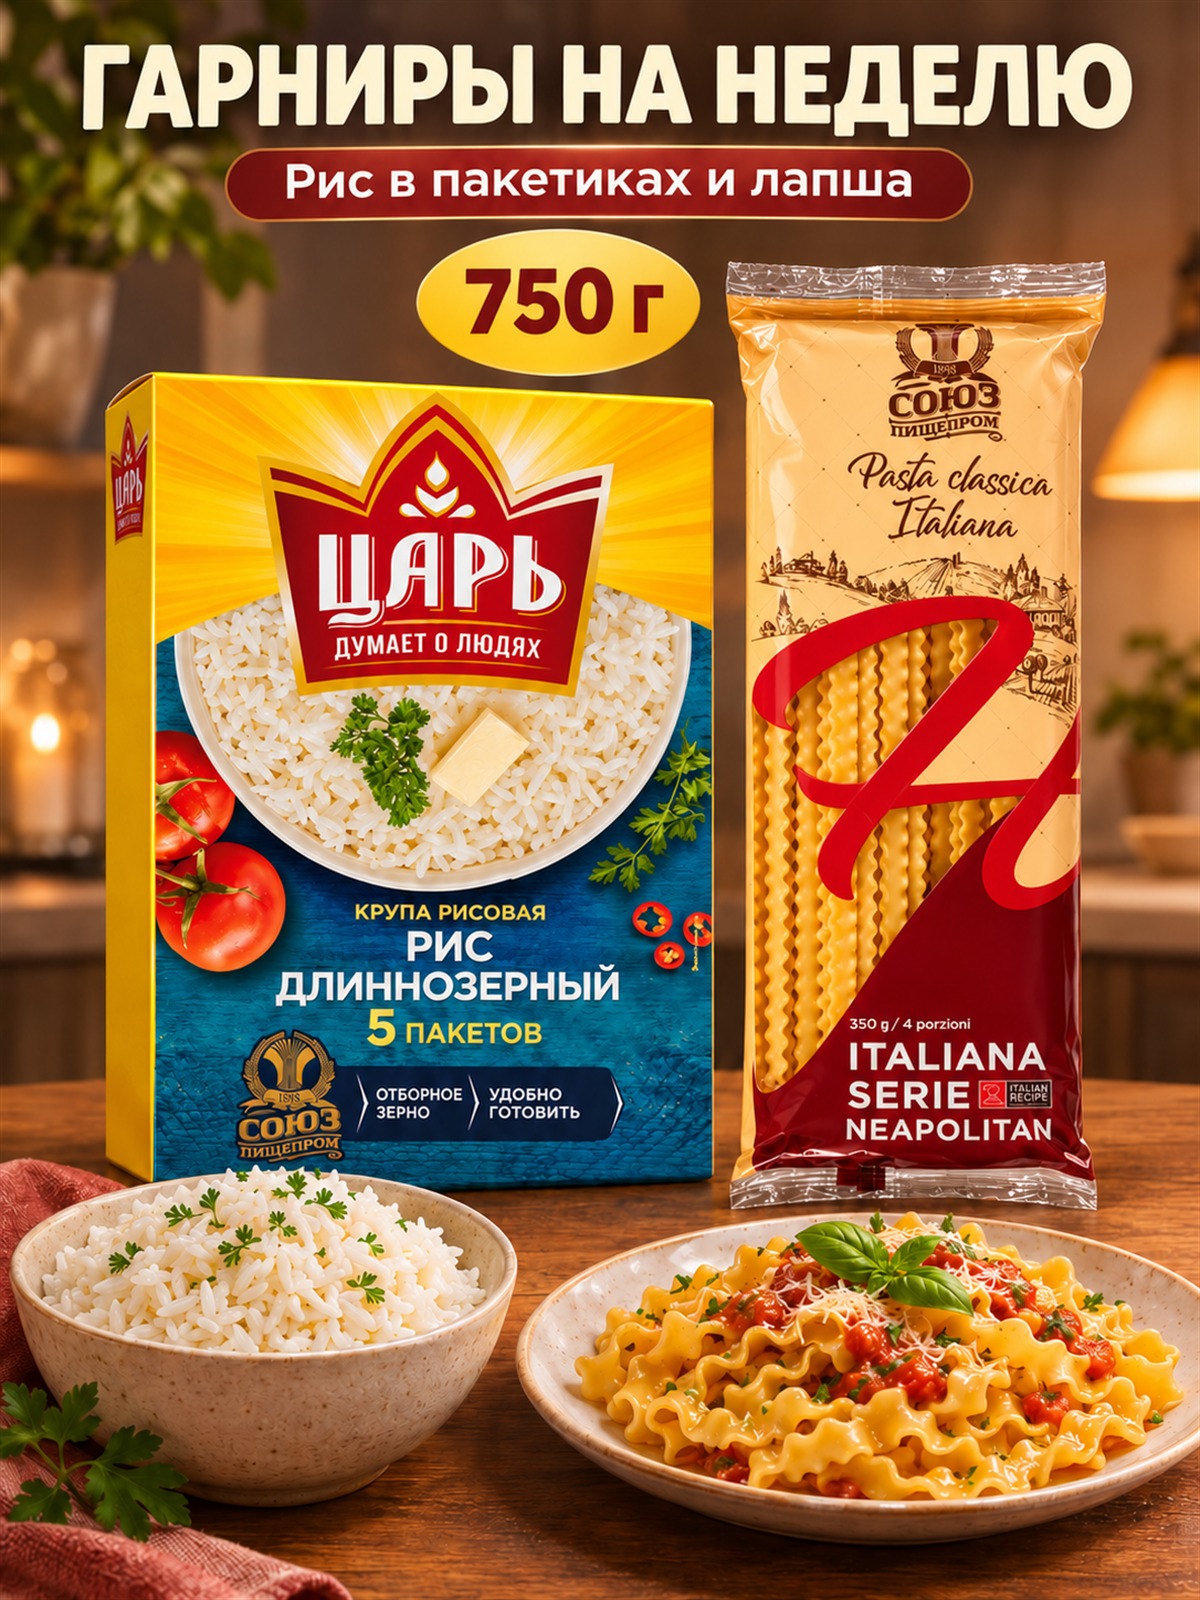 ГАРНИРЫ НА НЕДЕЛЮ
Рис в пакетиках и лапша
750 г
ЦАРЬ
ЦАРЬ
ДУМАЕТ О ЛЮДЯХ
КРУПА РИСОВАЯ
РИС
ДЛИННОЗЕРНЫЙ
5 ПАКЕТОВ
1898
СОЮЗ
ПИЩЕПРОМ
ОТБОРНОЕ
ЗЕРНО
УДОБНО
ГОТОВИТЬ
1898
СОЮЗ
ПИЩЕПРОМ
Pasta classica
Italiana
350 g / 4 porzioni
ITALIANA
SERIE
ITALIAN
RECIPE
NEAPOLITAN